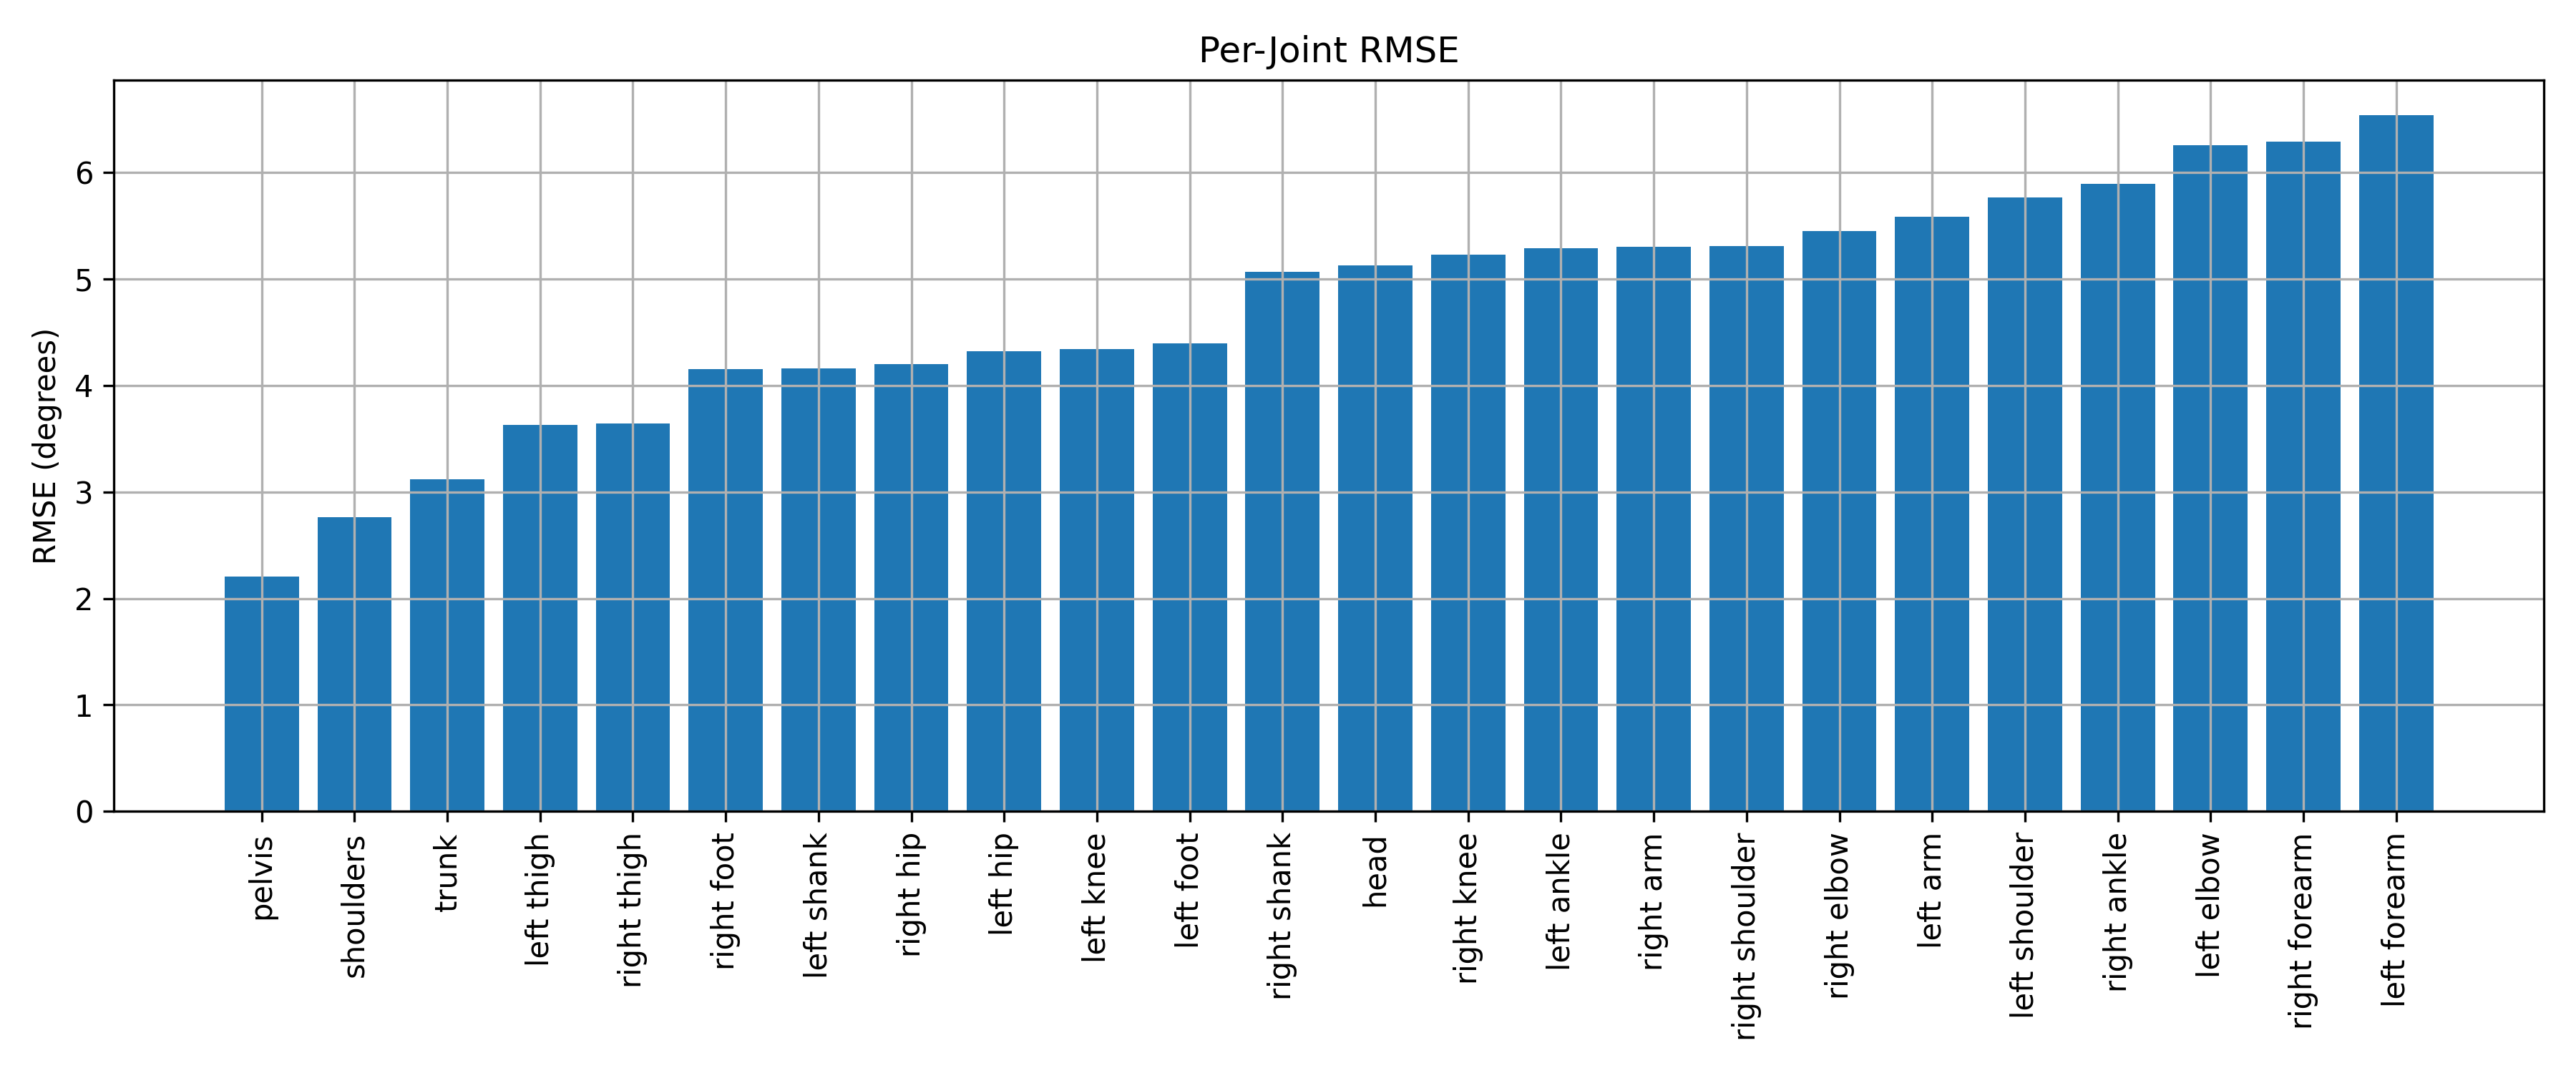 Per-Joint RMSE
RMSE (degrees)
6
5
4
3
2
1
0
pelvis
shoulders
trunk
left thigh
right thigh
right foot
left shank
right hip
left hip
left knee
left foot
right shank
head
right knee
left ankle
right arm
right shoulder
right elbow
left arm
left shoulder
right ankle
left elbow
right forearm
left forearm